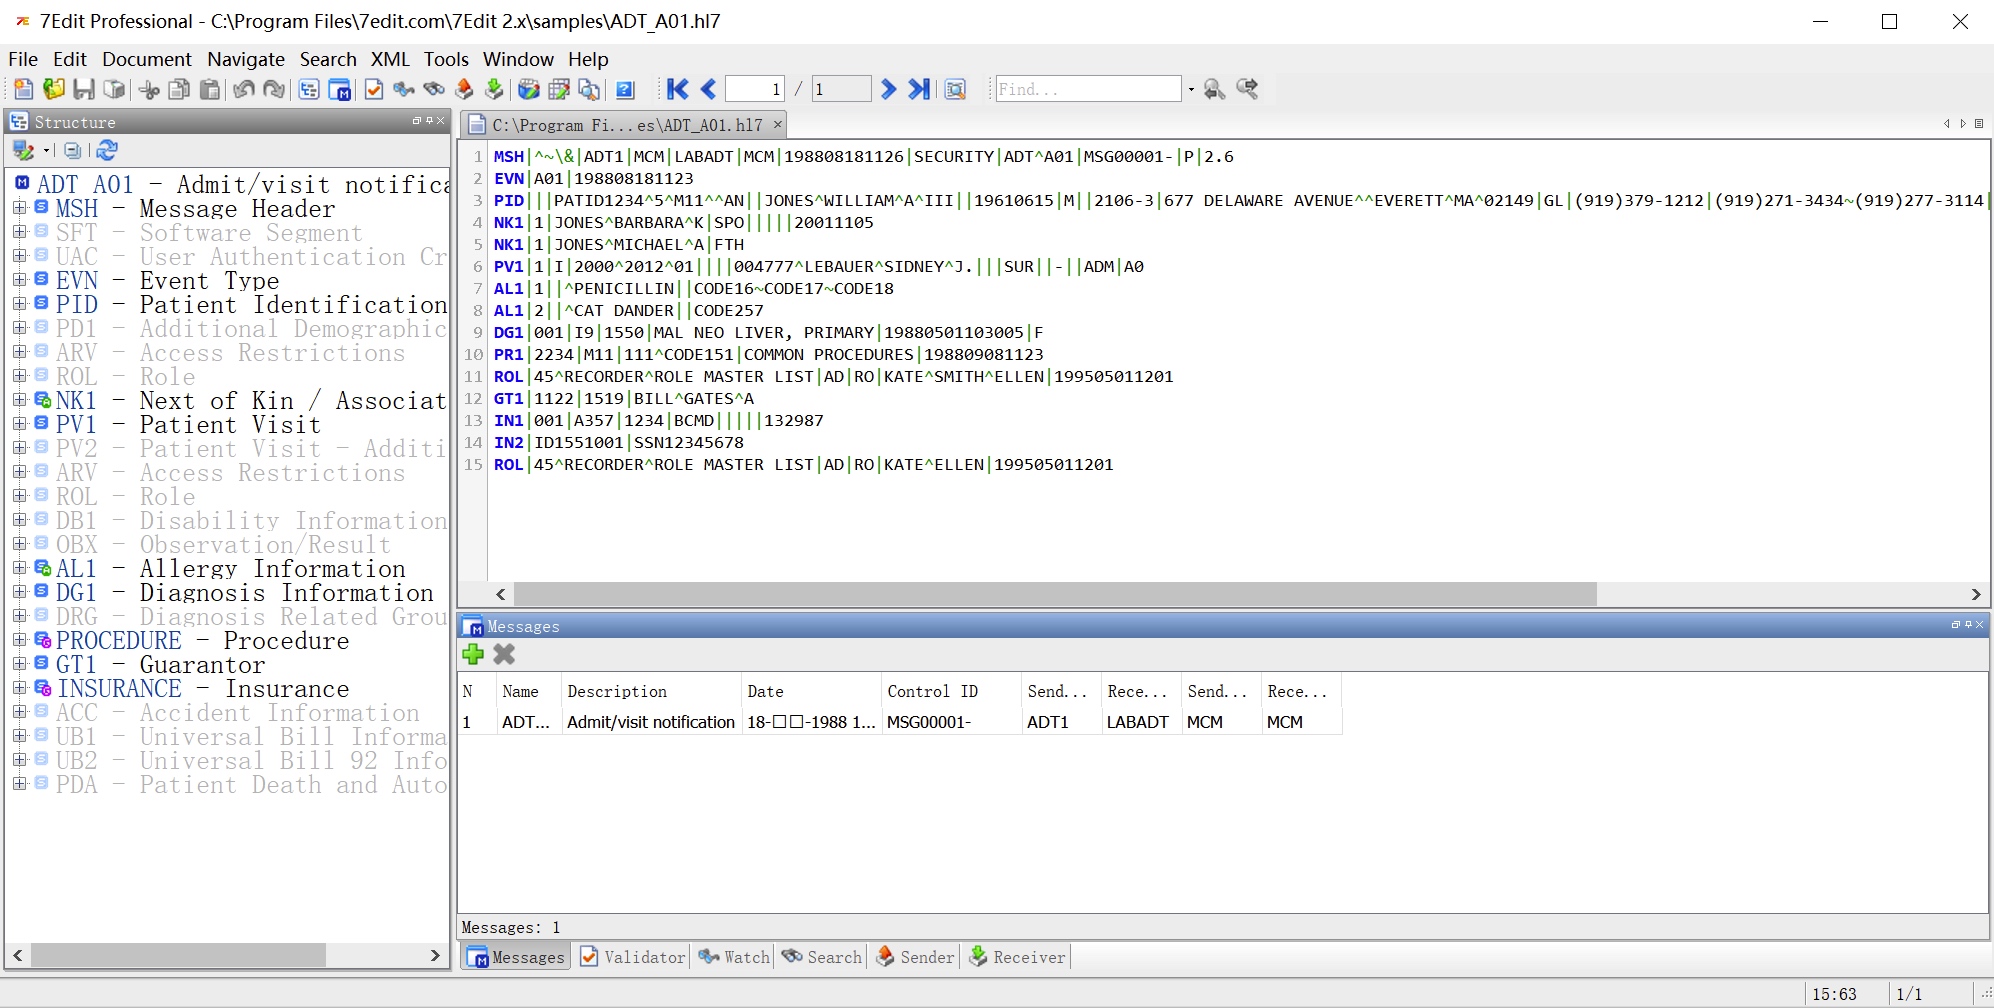 7Edit Professional - C:\Program Files\7edit.com\7Edit 2.x\samples\ADT_A01.hl7
File Edit Document Navigate Search XML Tools Window Help
1 / 1 Find...
Structure
ADT A01 - Admit/visit notifica
MSH - Message Header
SFT - Software Segment
UAC - User Authentication Cr
EVN - Event Type
PID - Patient Identification
PD1 - Additional Demographic
ARV - Access Restrictions
ROL - Role
NK1 - Next of Kin / Associat
PV1 - Patient Visit
PV2 - Patient Visit - Additi
ARV - Access Restrictions
ROL - Role
DB1 - Disability Information
OBX - Observation/Result
AL1 - Allergy Information
DG1 - Diagnosis Information
DRG - Diagnosis Related Grou
PROCEDURE - Procedure
GT1 - Guarantor
INSURANCE - Insurance
ACC - Accident Information
UB1 - Universal Bill Informa
UB2 - Universal Bill 92 Info
PDA - Patient Death and Auto
C:\Program Fi...es\ADT_A01.hl7
1 MSH|^~\&|ADT1|MCM|LABADT|MCM|198808181126|SECURITY|ADT^A01|MSG00001-|P|2.6
2 EVN|A01|198808181123
3 PID|||PATID1234^5^M11^^AN||JONES^WILLIAM^A^III||19610615|M||2106-3|677 DELAWARE AVENUE^^EVERETT^MA^02149|GL|(919)379-1212|(919)271-3434~(919)277-3114|
4 NK1|1|JONES^BARBARA^K|SPO|||||20011105
5 NK1|1|JONES^MICHAEL^A|FTH
6 PV1|1|I|2000^2012^01||||004777^LEBAUER^SIDNEY^J.|||SUR||-||ADM|A0
7 AL1|1||^PENICILLIN||CODE16~CODE17~CODE18
8 AL1|2||^CAT DANDER||CODE257
9 DG1|001|I9|1550|MAL NEO LIVER, PRIMARY|19880501103005|F
10 PR1|2234|M11|111^CODE151|COMMON PROCEDURES|198809081123
11 ROL|45^RECORDER^ROLE MASTER LIST|AD|RO|KATE^SMITH^ELLEN|199505011201
12 GT1|1122|1519|BILL^GATES^A
13 IN1|001|A357|1234|BCMD|||||132987
14 IN2|ID1551001|SSN12345678
15 ROL|45^RECORDER^ROLE MASTER LIST|AD|RO|KATE^ELLEN|199505011201
Messages
N Name Description Date Control ID Send... Rece... Send... Rece...
1 ADT... Admit/visit notification 18-□□-1988 1... MSG00001- ADT1 LABADT MCM MCM
Messages: 1
Messages Validator Watch Search Sender Receiver
15:63 1/1